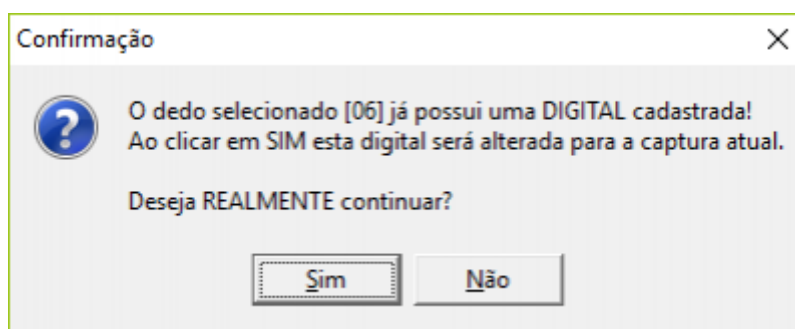 Confirmação
O dedo selecionado [06] já possui uma DIGITAL cadastrada!
Ao clicar em SIM esta digital será alterada para a captura atual.
Deseja REALMENTE continuar?
Sim
Não